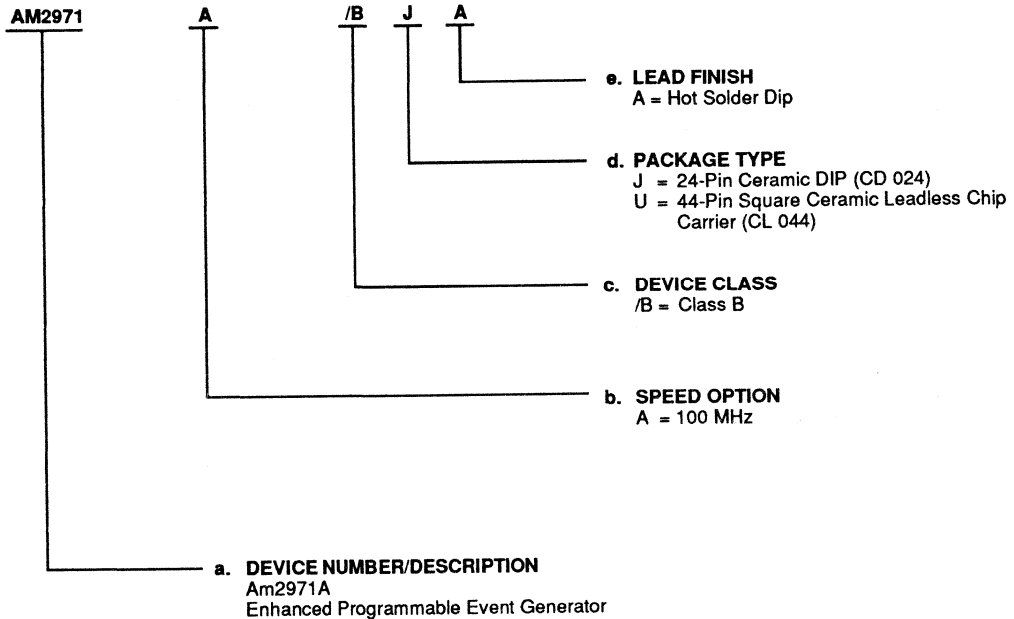 AM2971 A /B J A
e. LEAD FINISH
A = Hot Solder Dip
d. PACKAGE TYPE
J = 24-Pin Ceramic DIP (CD 024)
U = 44-Pin Square Ceramic Leadless Chip
Carrier (CL 044)
c. DEVICE CLASS
/B = Class B
b. SPEED OPTION
A = 100 MHz
a. DEVICE NUMBER/DESCRIPTION
Am2971A
Enhanced Programmable Event Generator